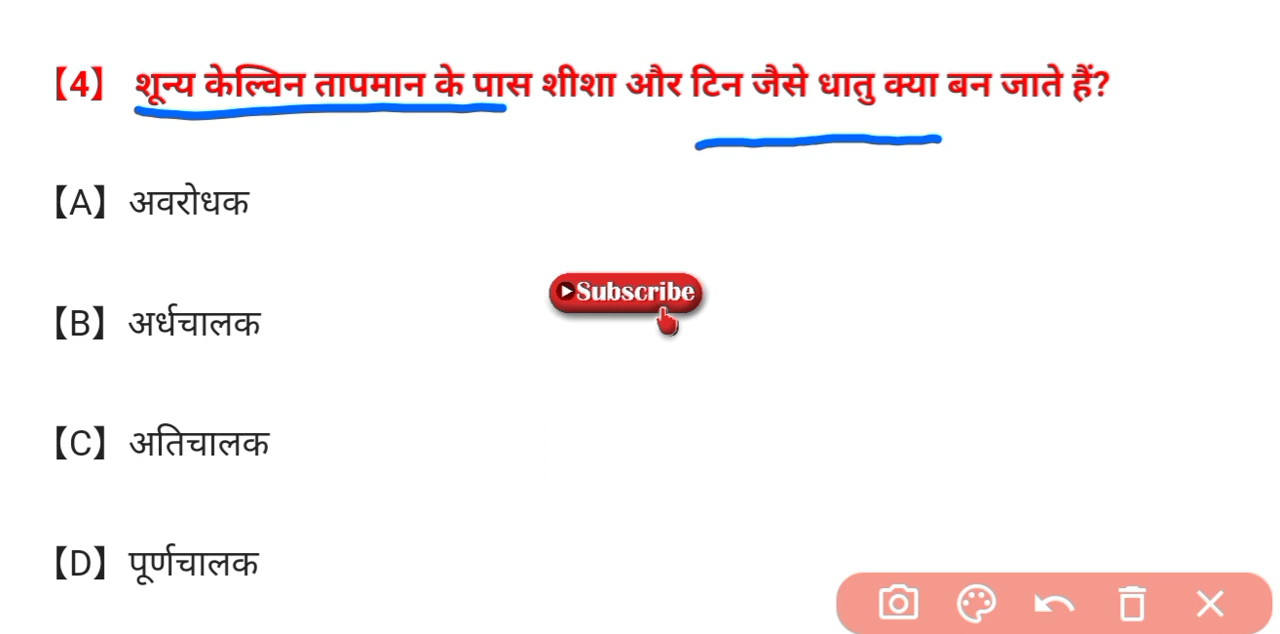 【4】 शून्य केल्विन तापमान के पास शीशा और टिन जैसे धातु क्या बन जाते हैं?
【A】 अवरोधक
Subscribe
【B】 अर्धचालक
【C】 अतिचालक
【D】 पूर्णचालक